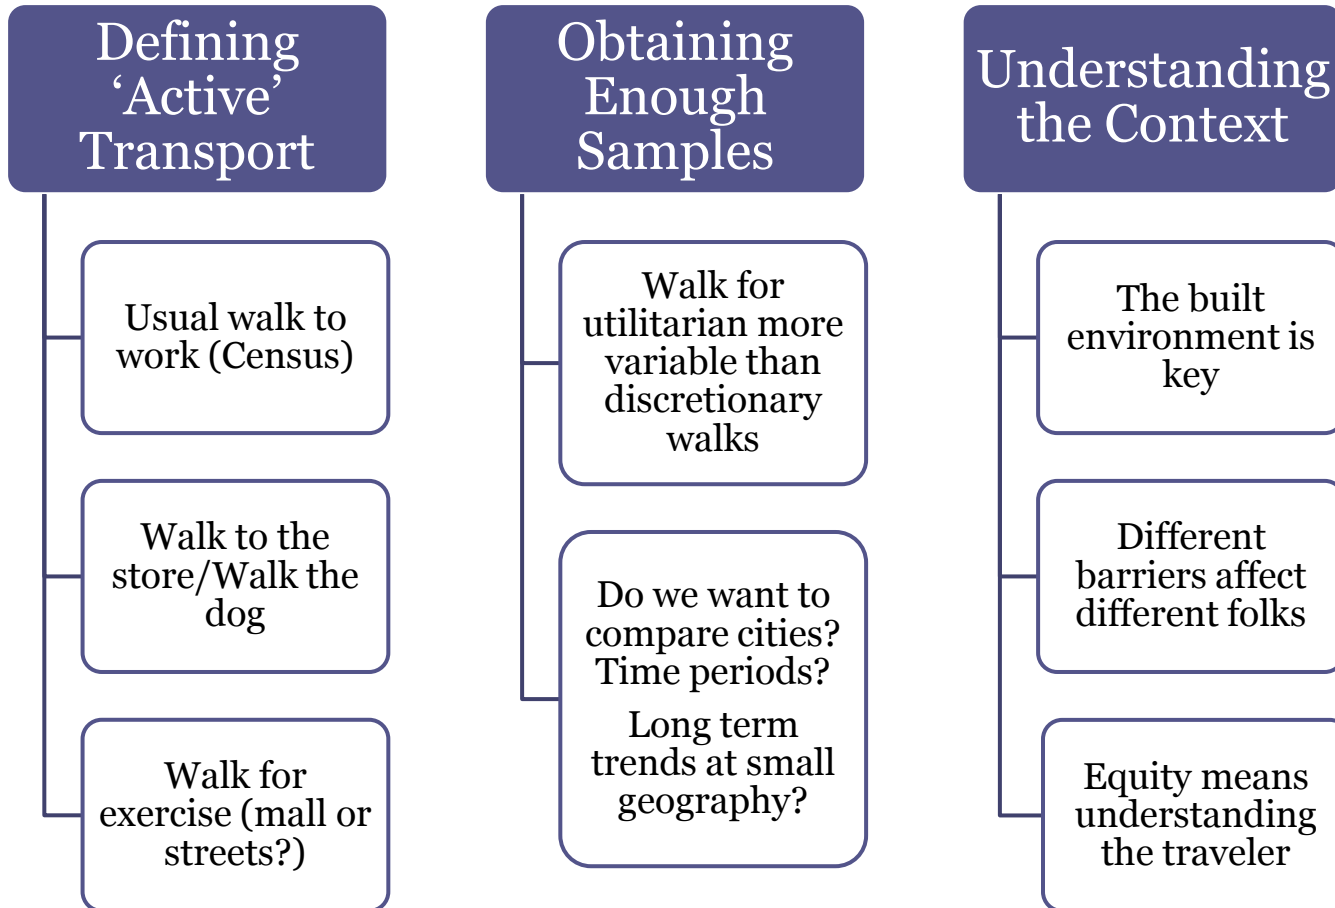 Defining
‘Active’
Transport
Usual walk to
work (Census)
Walk to the
store/Walk the
dog
Walk for
exercise (mall or
streets?)
Obtaining
Enough
Samples
Walk for
utilitarian more
variable than
discretionary
walks
Do we want to
compare cities?
Time periods?
Long term
trends at small
geography?
Understanding
the Context
The built
environment is
key
Different
barriers affect
different folks
Equity means
understanding
the traveler